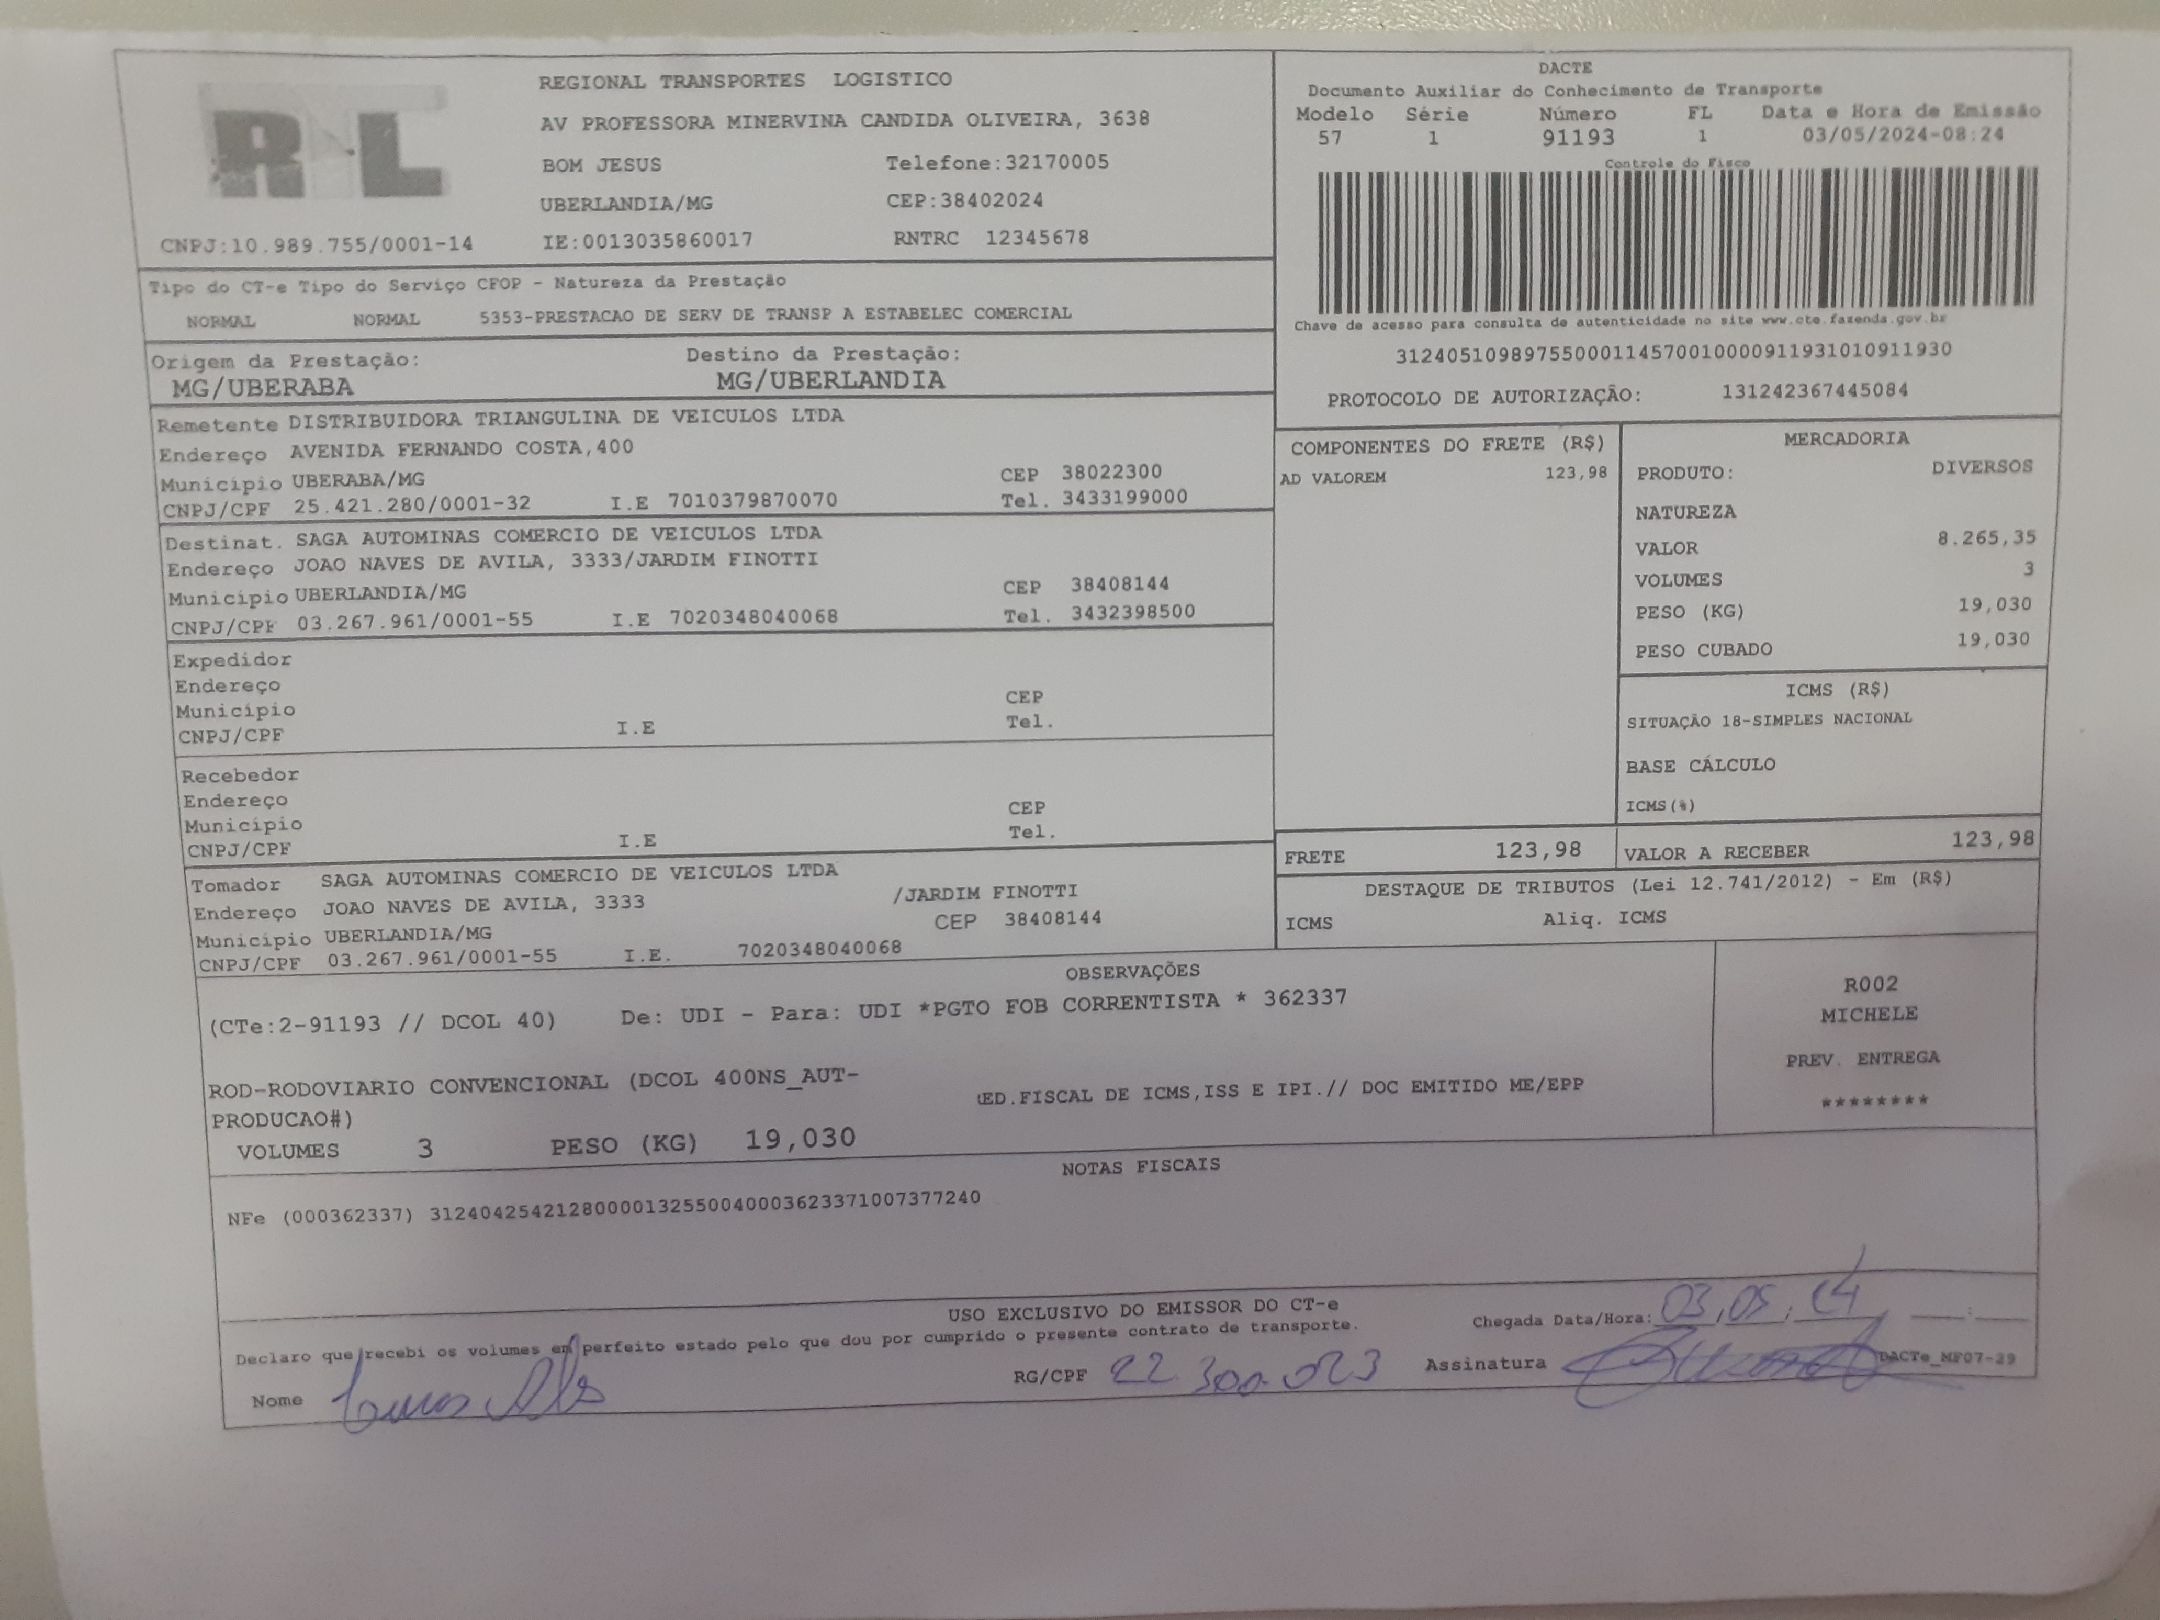 RL
REGIONAL TRANSPORTES LOGISTICO
AV PROFESSORA MINERVINA CANDIDA OLIVEIRA, 3638
BOM JESUS Telefone:32170005
UBERLANDIA/MG CEP:38402024
CNPJ:10.989.755/0001-14 IE:0013035860017 RNTRC 12345678
DACTE
Documento Auxiliar do Conhecimento de Transporte
Modelo Série Número FL Data e Hora de Emissão
57 1 91193 1 03/05/2024-08:24
Controle do Fisco
Chave de acesso para consulta de autenticidade no site www.cte.fazenda.gov.br
31240510989755000114570010000911931010911930
PROTOCOLO DE AUTORIZAÇÃO: 131242367445084
Tipo do CT-e Tipo do Serviço CFOP - Natureza da Prestação
NORMAL NORMAL 5353-PRESTACAO DE SERV DE TRANSP A ESTABELEC COMERCIAL
Origem da Prestação: Destino da Prestação:
MG/UBERABA MG/UBERLANDIA
Remetente DISTRIBUIDORA TRIANGULINA DE VEICULOS LTDA
Endereço AVENIDA FERNANDO COSTA,400
Município UBERABA/MG CEP 38022300
CNPJ/CPF 25.421.280/0001-32 I.E 7010379870070 Tel. 3433199000
Destinat. SAGA AUTOMINAS COMERCIO DE VEICULOS LTDA
Endereço JOAO NAVES DE AVILA, 3333/JARDIM FINOTTI
Município UBERLANDIA/MG CEP 38408144
CNPJ/CPF 03.267.961/0001-55 I.E 7020348040068 Tel. 3432398500
Expedidor
Endereço
Município CEP
CNPJ/CPF I.E Tel.
Recebedor
Endereço
Município CEP
CNPJ/CPF I.E Tel.
Tomador SAGA AUTOMINAS COMERCIO DE VEICULOS LTDA
Endereço JOAO NAVES DE AVILA, 3333 /JARDIM FINOTTI
Município UBERLANDIA/MG CEP 38408144
CNPJ/CPF 03.267.961/0001-55 I.E. 7020348040068
COMPONENTES DO FRETE (R$)
AD VALOREM 123,98
MERCADORIA
PRODUTO: DIVERSOS
NATUREZA
VALOR 8.265,35
VOLUMES 3
PESO (KG) 19,030
PESO CUBADO 19,030
ICMS (R$)
SITUAÇÃO 18-SIMPLES NACIONAL
BASE CÁLCULO
ICMS(%)
FRETE 123,98 VALOR A RECEBER 123,98
DESTAQUE DE TRIBUTOS (Lei 12.741/2012) - Em (R$)
ICMS Aliq. ICMS
OBSERVAÇÕES
(CTe:2-91193 // DCOL 40) De: UDI - Para: UDI *PGTO FOB CORRENTISTA * 362337
ROD-RODOVIARIO CONVENCIONAL (DCOL 400NS_AUT-
PRODUCAO#)
ED.FISCAL DE ICMS,ISS E IPI.// DOC EMITIDO ME/EPP
VOLUMES 3 PESO (KG) 19,030
R002
MICHELE
PREV. ENTREGA
********
NOTAS FISCAIS
NFe (000362337) 31240425421280000132550040003623371007377240
USO EXCLUSIVO DO EMISSOR DO CT-e
Declaro que recebi os volumes em perfeito estado pelo que dou por cumprido o presente contrato de transporte.
Chegada Data/Hora: 03,05,24 :
Nome RG/CPF 22.300.023 Assinatura DACTe_MF07-29